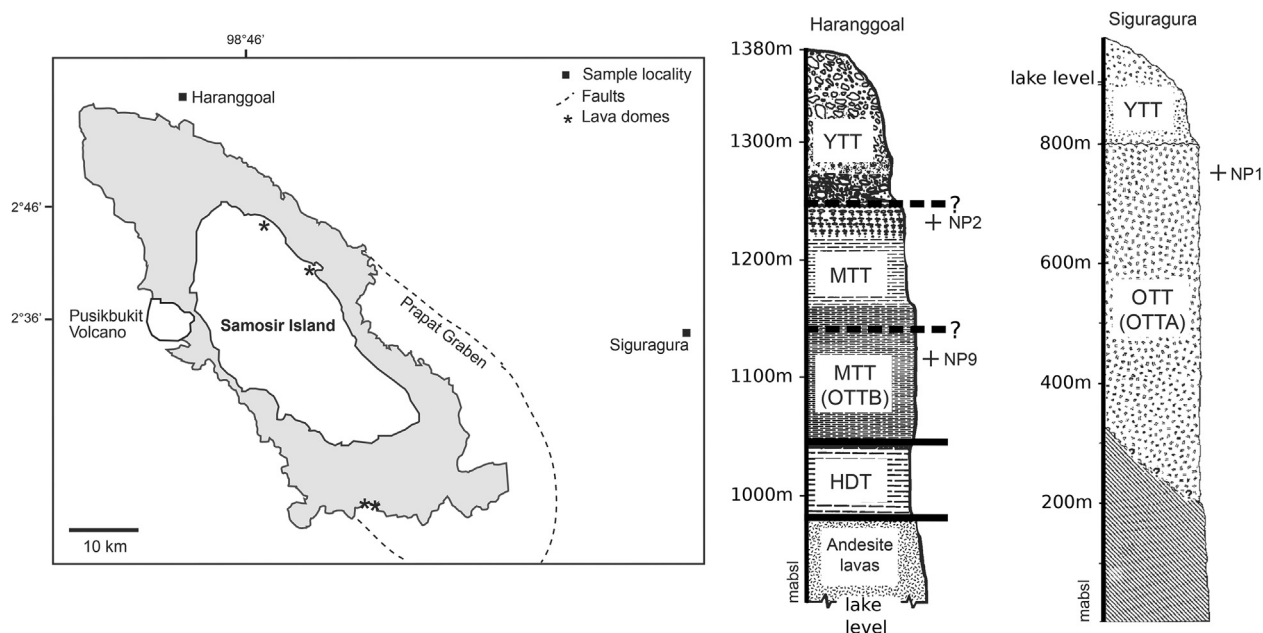 98°46'
Sample locality
Faults
* Lava domes
Haranggoal
2°46'
2°36'
Pusikbukit
Volcano
Samosir Island
Prapat Graben
Siguragura
10 km
Haranggoal
1380m
1300m
1200m
1100m
1000m
mabsl
YTT
?
NP2
MTT
?
NP9
MTT
(OTTB)
HDT
Andesite
lavas
lake
level
Siguragura
lake level
800m
600m
400m
200m
mabsl
YTT
NP1
OTT
(OTTA)
? ? ?